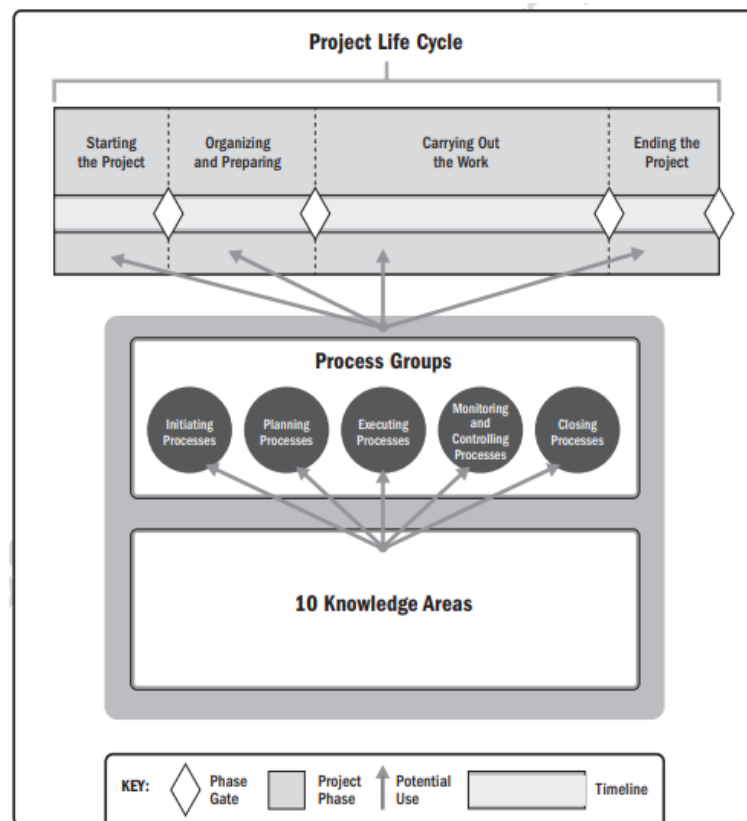 Project Life Cycle
Starting
the Project
Organizing
and Preparing
Carrying Out
the Work
Ending the
Project
Process Groups
Initiating
Processes
Planning
Processes
Executing
Processes
Monitoring
and
Controlling
Processes
Closing
Processes
10 Knowledge Areas
KEY:
Phase
Gate
Project
Phase
Potential
Use
Timeline